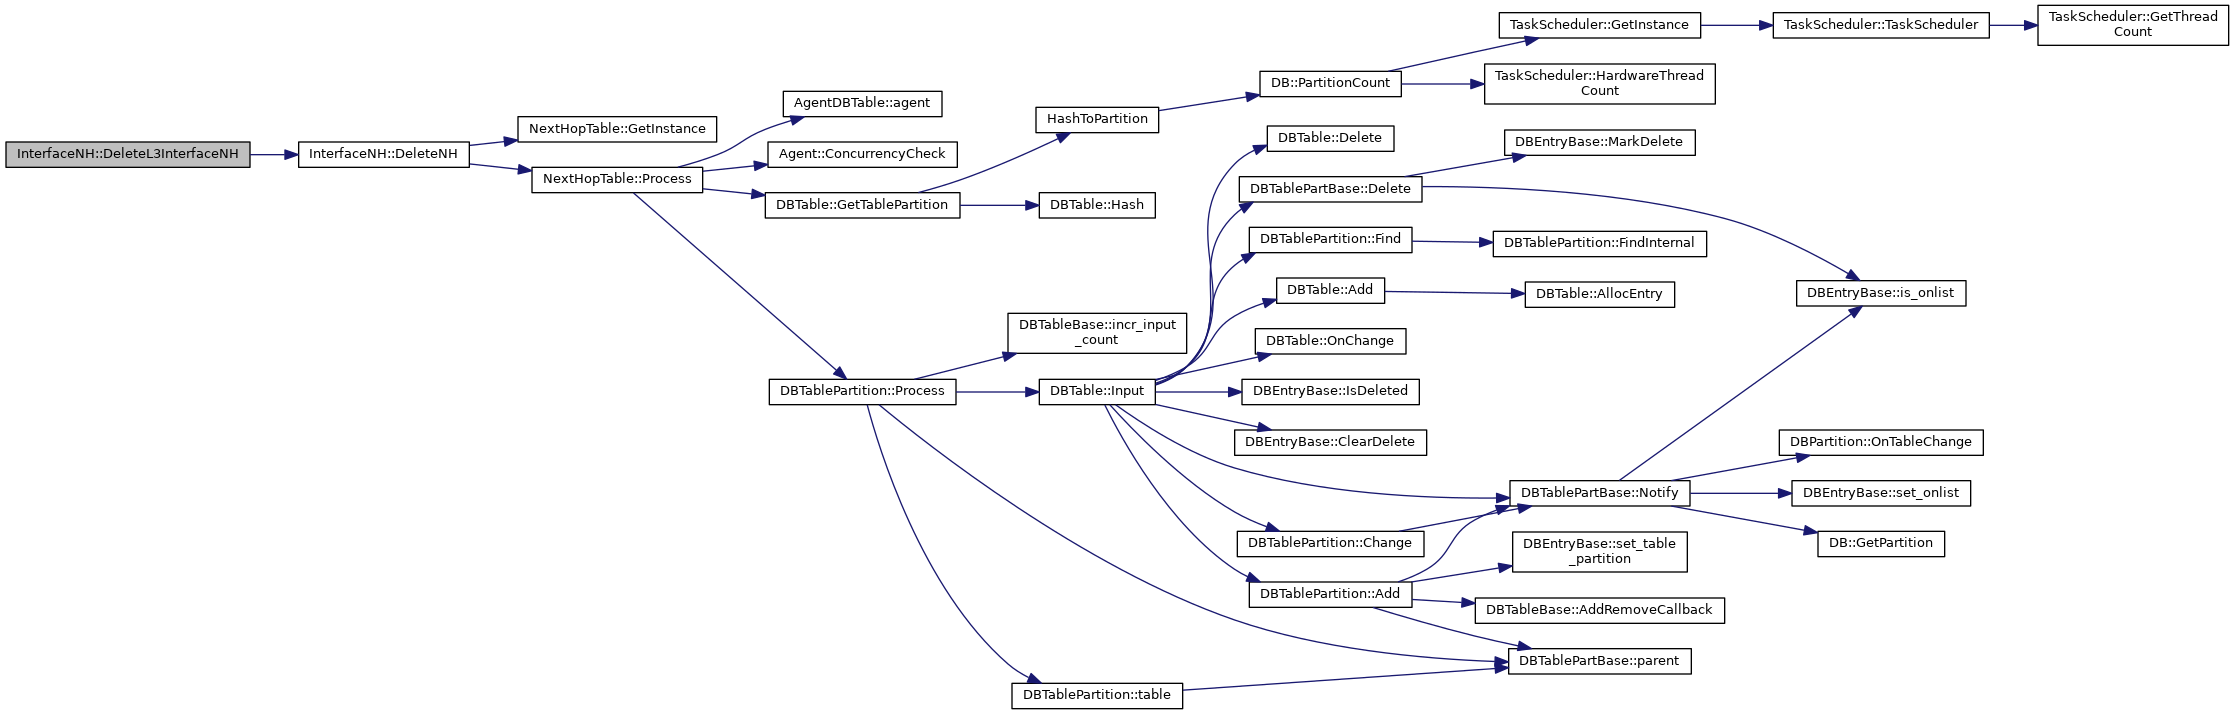 InterfaceNH::DeleteL3InterfaceNH
InterfaceNH::DeleteNH
NextHopTable::GetInstance
NextHopTable::Process
AgentDBTable::agent
Agent::ConcurrencyCheck
DBTable::GetTablePartition
DBTablePartition::Process
HashToPartition
DBTable::Hash
DBTableBase::incr_input
_count
DBTable::Input
DBTablePartition::table
DB::PartitionCount
DBTable::Delete
DBTablePartBase::Delete
DBTablePartition::Find
DBTable::Add
DBTable::OnChange
DBEntryBase::IsDeleted
DBEntryBase::ClearDelete
DBTablePartition::Change
DBTablePartition::Add
TaskScheduler::GetInstance
TaskScheduler::HardwareThread
Count
DBEntryBase::MarkDelete
DBTablePartition::FindInternal
DBTable::AllocEntry
DBTablePartBase::Notify
DBEntryBase::set_table
_partition
DBTableBase::AddRemoveCallback
DBTablePartBase::parent
TaskScheduler::TaskScheduler
DBEntryBase::is_onlist
DBPartition::OnTableChange
DBEntryBase::set_onlist
DB::GetPartition
TaskScheduler::GetThread
Count